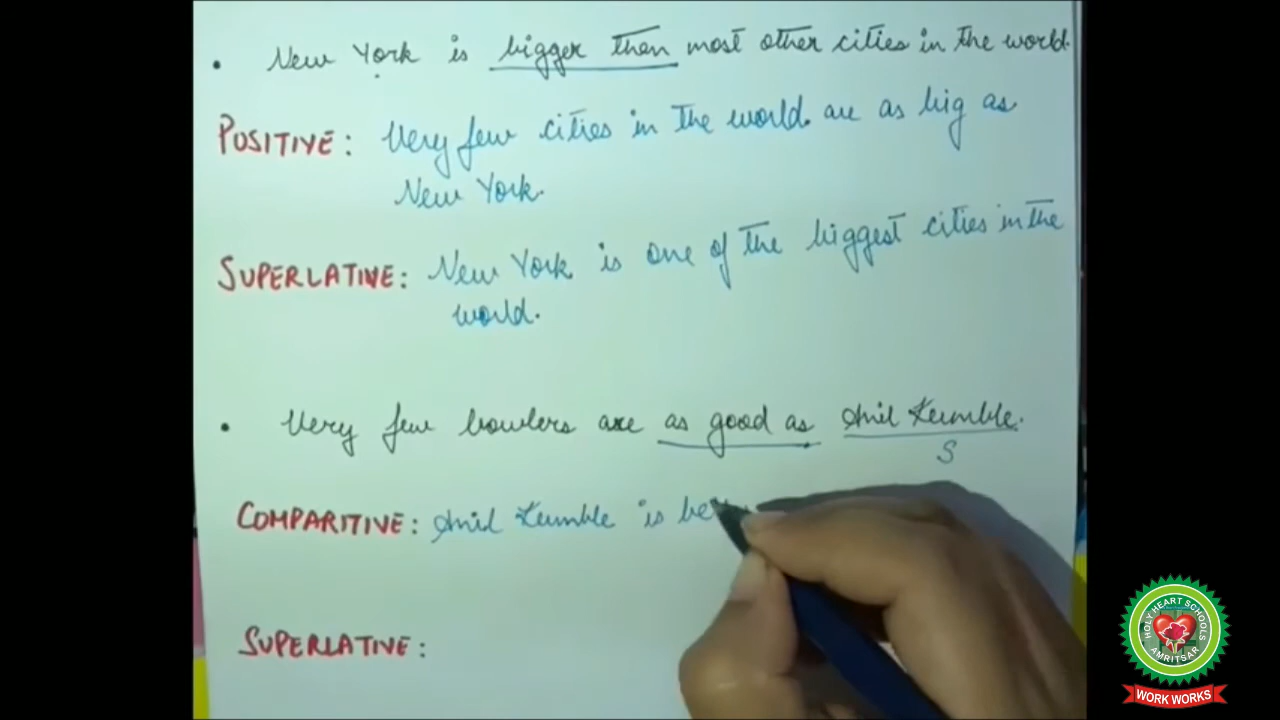 • New York is bigger than most other cities in the world.
POSITIVE: Very few cities in the world are as big as
New York.
SUPERLATIVE: New York is one of the biggest cities in the
world.
• Very few bowlers are as good as Anil Kumble.
S
COMPARITIVE: Anil Kumble is be
SUPERLATIVE:
HOLY HEART SCHOOLS
AMRITSAR
WORK WORKS